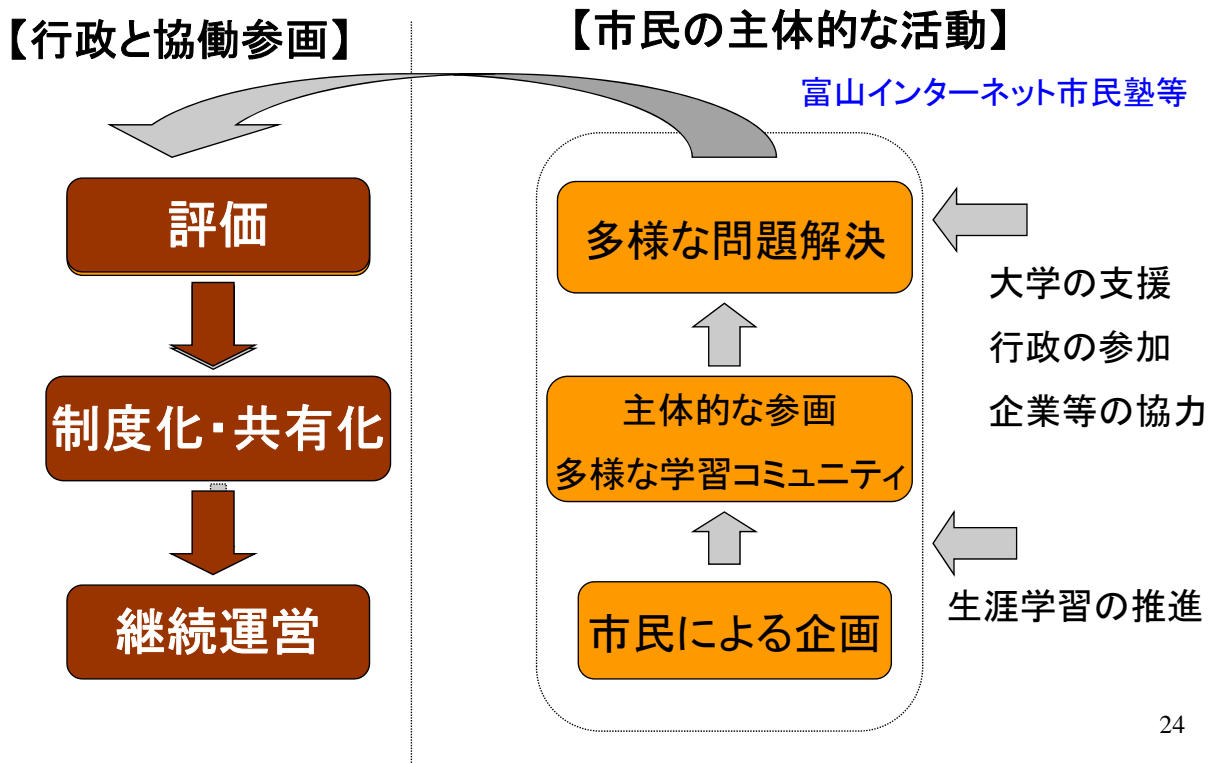 【行政と協働参画】
【市民の主体的な活動】
富山インターネット市民塾等
評価
制度化・共有化
継続運営
多様な問題解決
主体的な参画
多様な学習コミュニティ
市民による企画
大学の支援
行政の参加
企業等の協力
生涯学習の推進
24